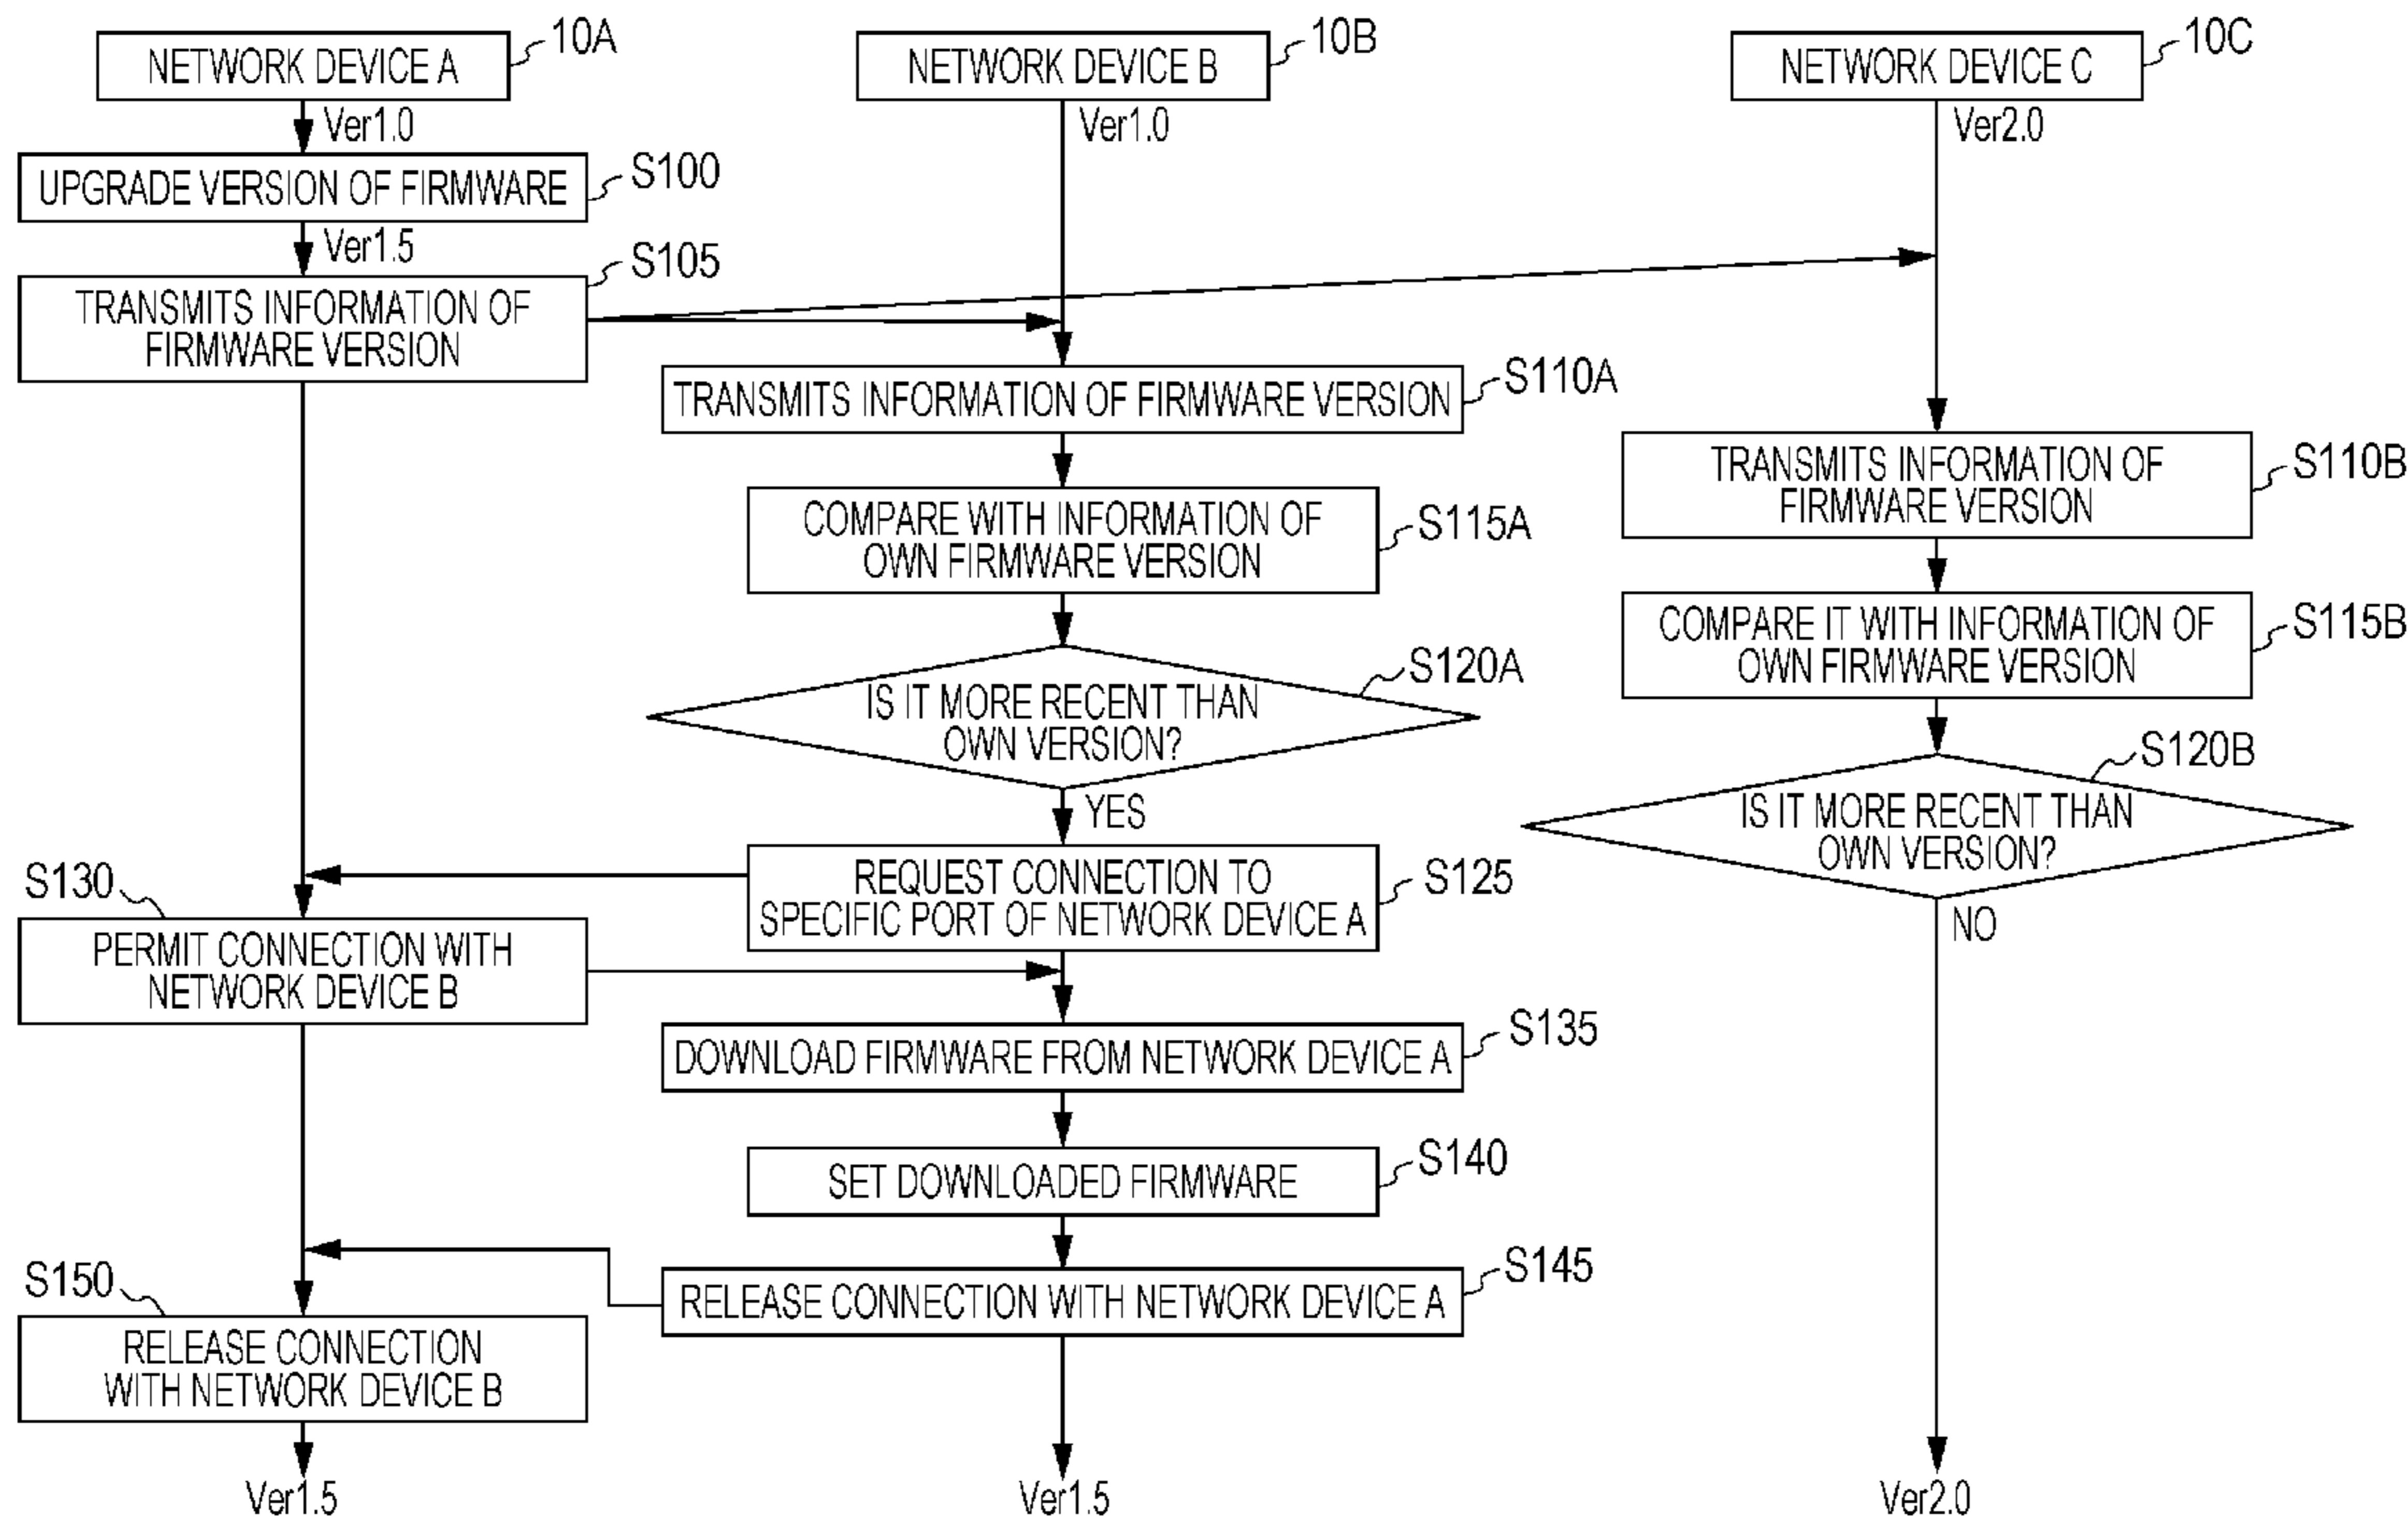 NETWORK DEVICE A
10A
NETWORK DEVICE B
10B
NETWORK DEVICE C
10C
Ver1.0
Ver1.0
Ver2.0
UPGRADE VERSION OF FIRMWARE
S100
Ver1.5
S105
TRANSMITS INFORMATION OF
FIRMWARE VERSION
TRANSMITS INFORMATION OF FIRMWARE VERSION
S110A
TRANSMITS INFORMATION OF
FIRMWARE VERSION
S110B
COMPARE WITH INFORMATION OF
OWN FIRMWARE VERSION
S115A
COMPARE IT WITH INFORMATION OF
OWN FIRMWARE VERSION
S115B
S120A
IS IT MORE RECENT THAN
OWN VERSION?
YES
S120B
IS IT MORE RECENT THAN
OWN VERSION?
NO
REQUEST CONNECTION TO
SPECIFIC PORT OF NETWORK DEVICE A
S125
S130
PERMIT CONNECTION WITH
NETWORK DEVICE B
DOWNLOAD FIRMWARE FROM NETWORK DEVICE A
S135
SET DOWNLOADED FIRMWARE
S140
RELEASE CONNECTION WITH NETWORK DEVICE A
S145
S150
RELEASE CONNECTION
WITH NETWORK DEVICE B
Ver1.5
Ver1.5
Ver2.0